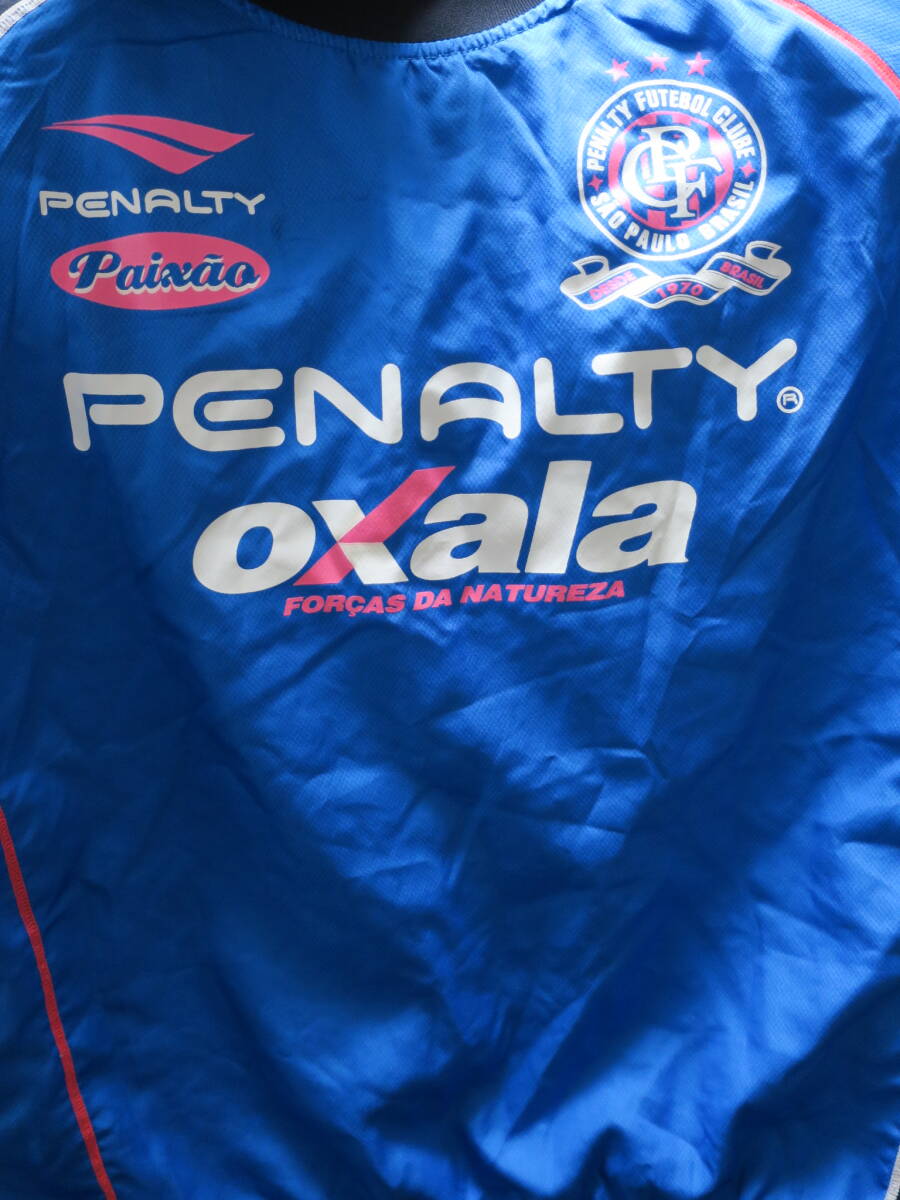 PENALTY
Paixão
PENALTY FUTEBOL CLUBE
PFC
SÃO PAULO BRASIL
DESDE 1970 BRASIL
PENALTY®
oxala
FORÇAS DA NATUREZA